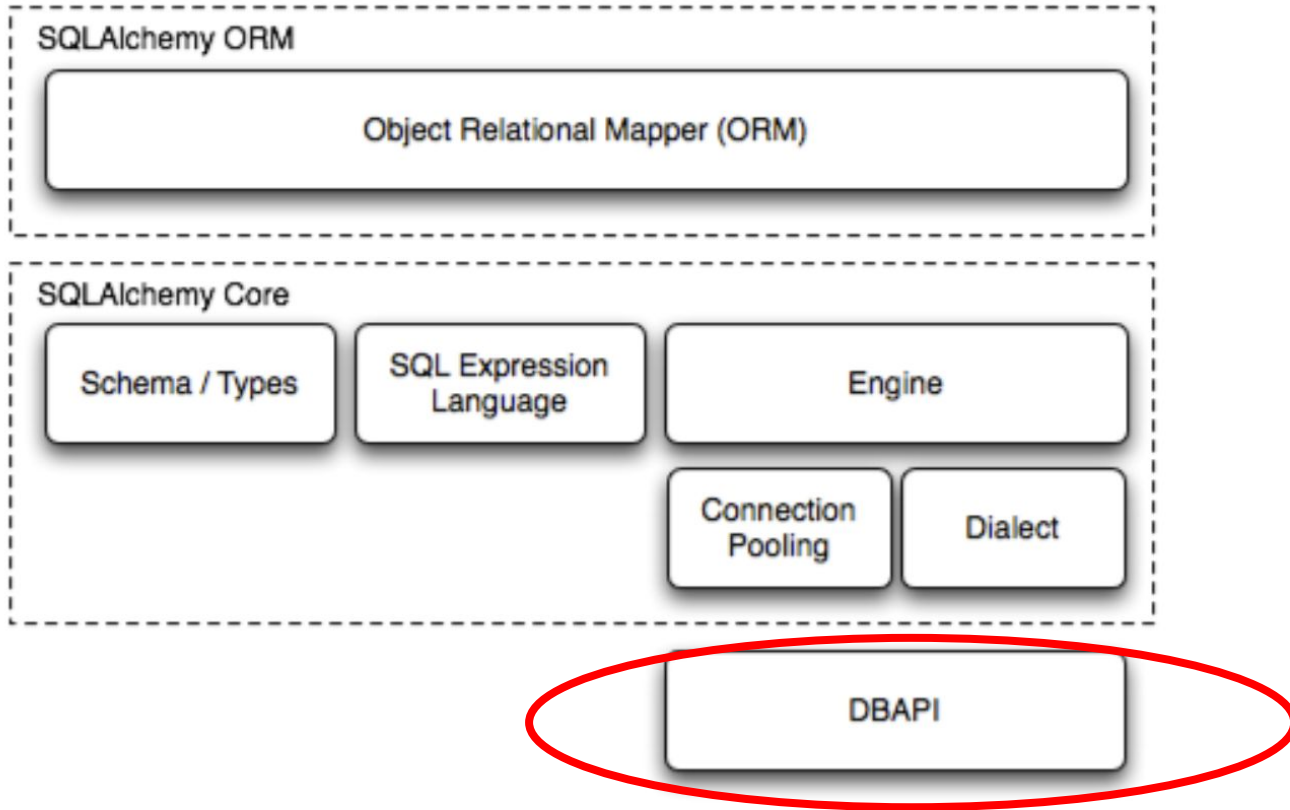 SQLAlchemy ORM
Object Relational Mapper (ORM)
SQLAlchemy Core
Schema / Types
SQL Expression
Language
Engine
Connection
Pooling
Dialect
DBAPI